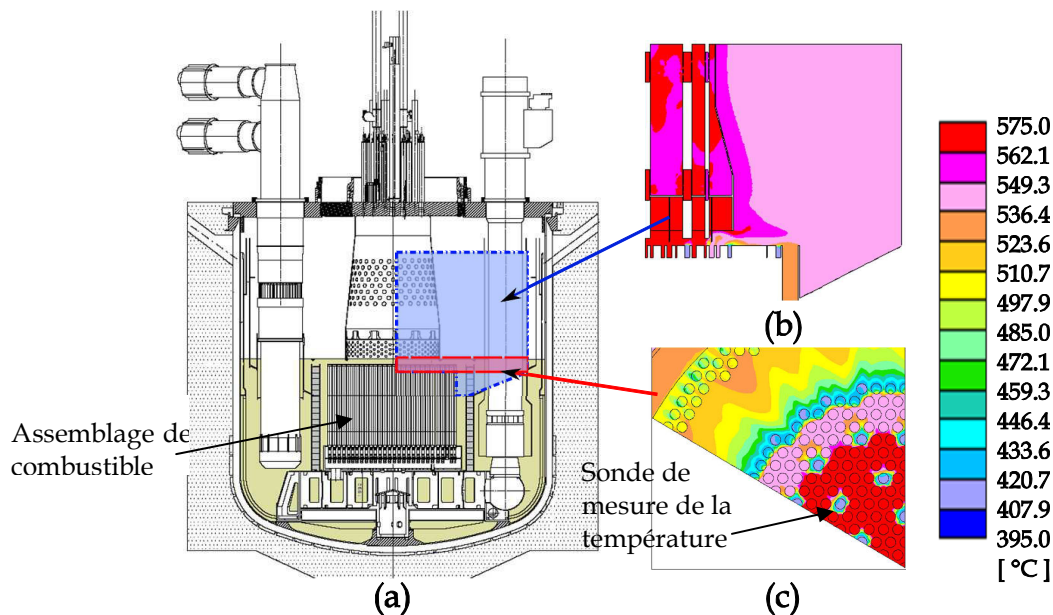 575.0
562.1
549.3
536.4
523.6
510.7
497.9
485.0
472.1
459.3
446.4
433.6
420.7
407.9
395.0
[ °C]
(b)
Assemblage de
combustible
Sonde de
mesure de la
température
(a)
(c)